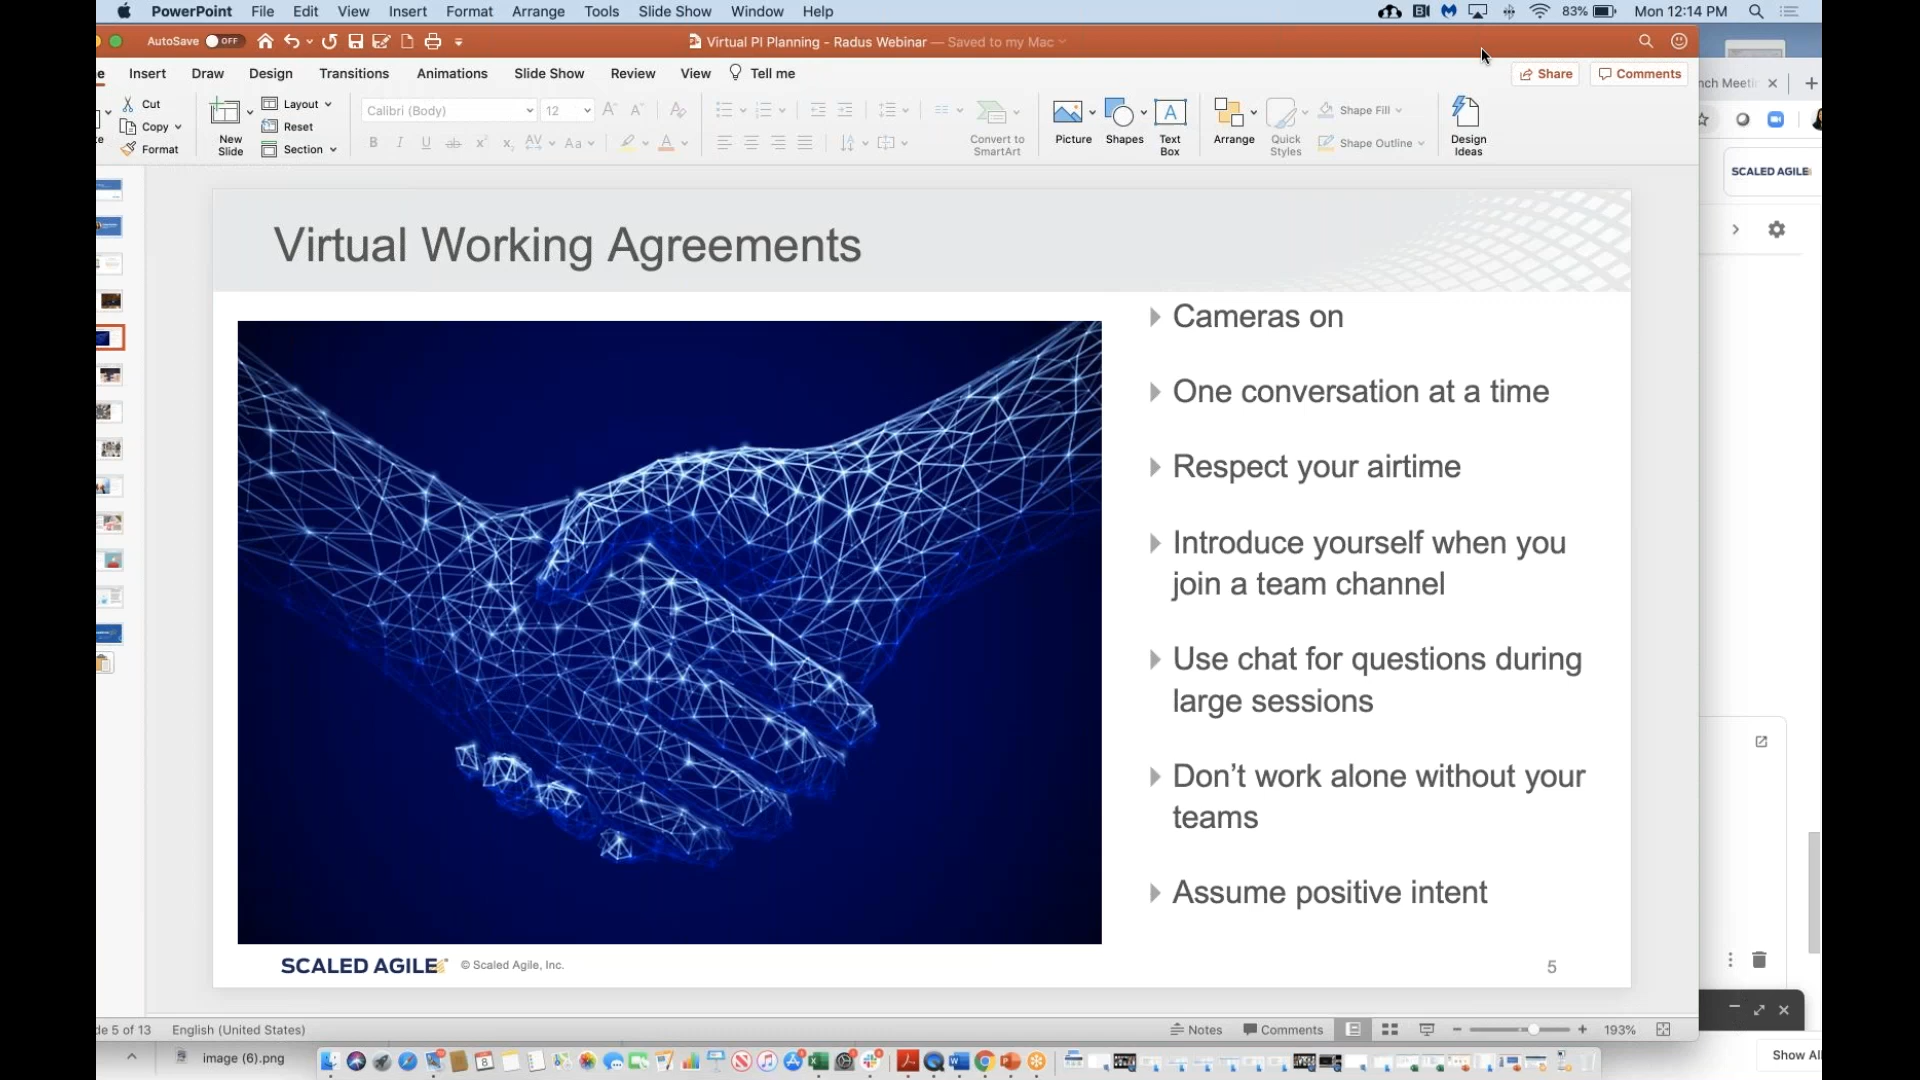 PowerPoint File Edit View Insert Format Arrange Tools Slide Show Window Help 83% Mon 12:14 PM
AutoSave OFF Virtual PI Planning - Radus Webinar — Saved to my Mac
Insert Draw Design Transitions Animations Slide Show Review View Tell me Share Comments
Cut
Copy
Format
New
Slide
Layout
Reset
Section
Calibri (Body) 12
Convert to
SmartArt
Picture
Shapes
Text
Box
Arrange
Quick
Styles
Shape Fill
Shape Outline
Design
Ideas
SCALED AGILE
Virtual Working Agreements
Cameras on
One conversation at a time
Respect your airtime
Introduce yourself when you
join a team channel
Use chat for questions during
large sessions
Don’t work alone without your
teams
Assume positive intent
SCALED AGILE © Scaled Agile, Inc. 5
de 5 of 13 English (United States) Notes Comments 193%
image (6).png
Show All